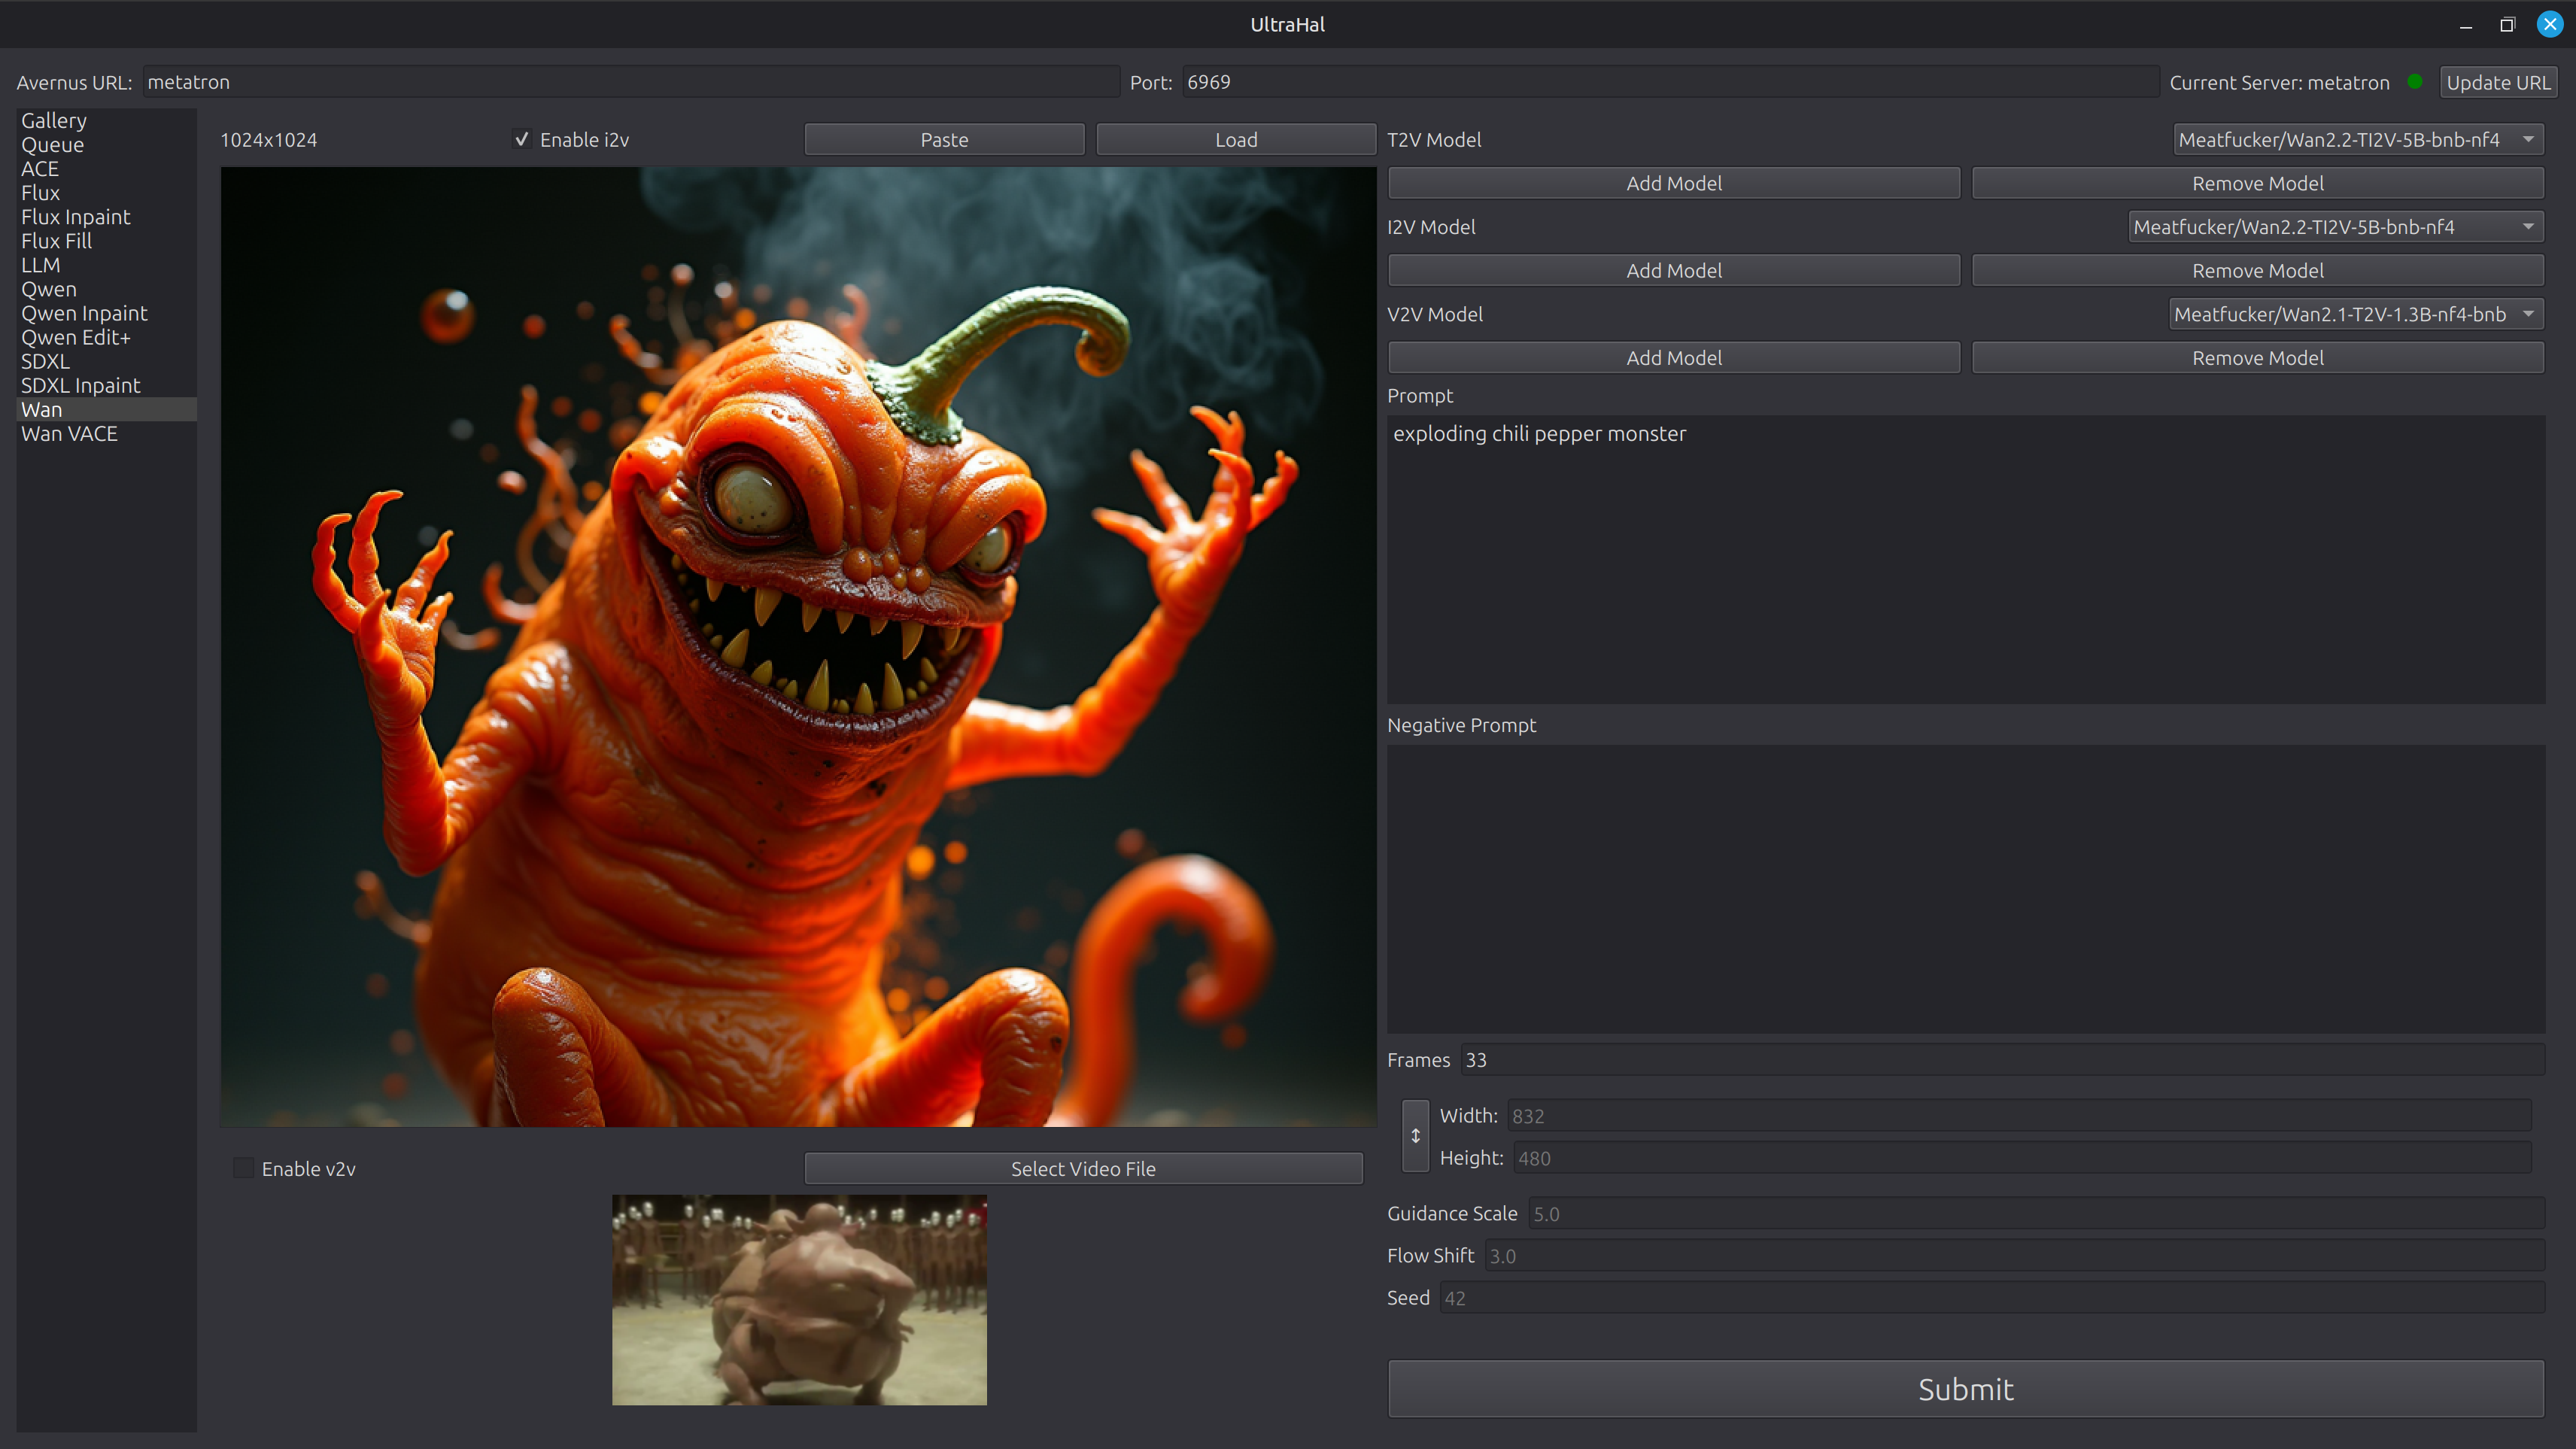 UltraHal
Avernus URL: metatron Port: 6969 Current Server: metatron Update URL
Gallery
Queue
ACE
Flux
Flux Inpaint
Flux Fill
LLM
Qwen
Qwen Inpaint
Qwen Edit+
SDXL
SDXL Inpaint
Wan
Wan VACE
1024x1024 Enable i2v Paste Load
Enable v2v Select Video File
T2V Model Meatfucker/Wan2.2-TI2V-5B-bnb-nf4
Add Model Remove Model
I2V Model Meatfucker/Wan2.2-TI2V-5B-bnb-nf4
Add Model Remove Model
V2V Model Meatfucker/Wan2.1-T2V-1.3B-nf4-bnb
Add Model Remove Model
Prompt
exploding chili pepper monster
Negative Prompt
Frames 33
Width: 832
Height: 480
Guidance Scale 5.0
Flow Shift 3.0
Seed 42
Submit